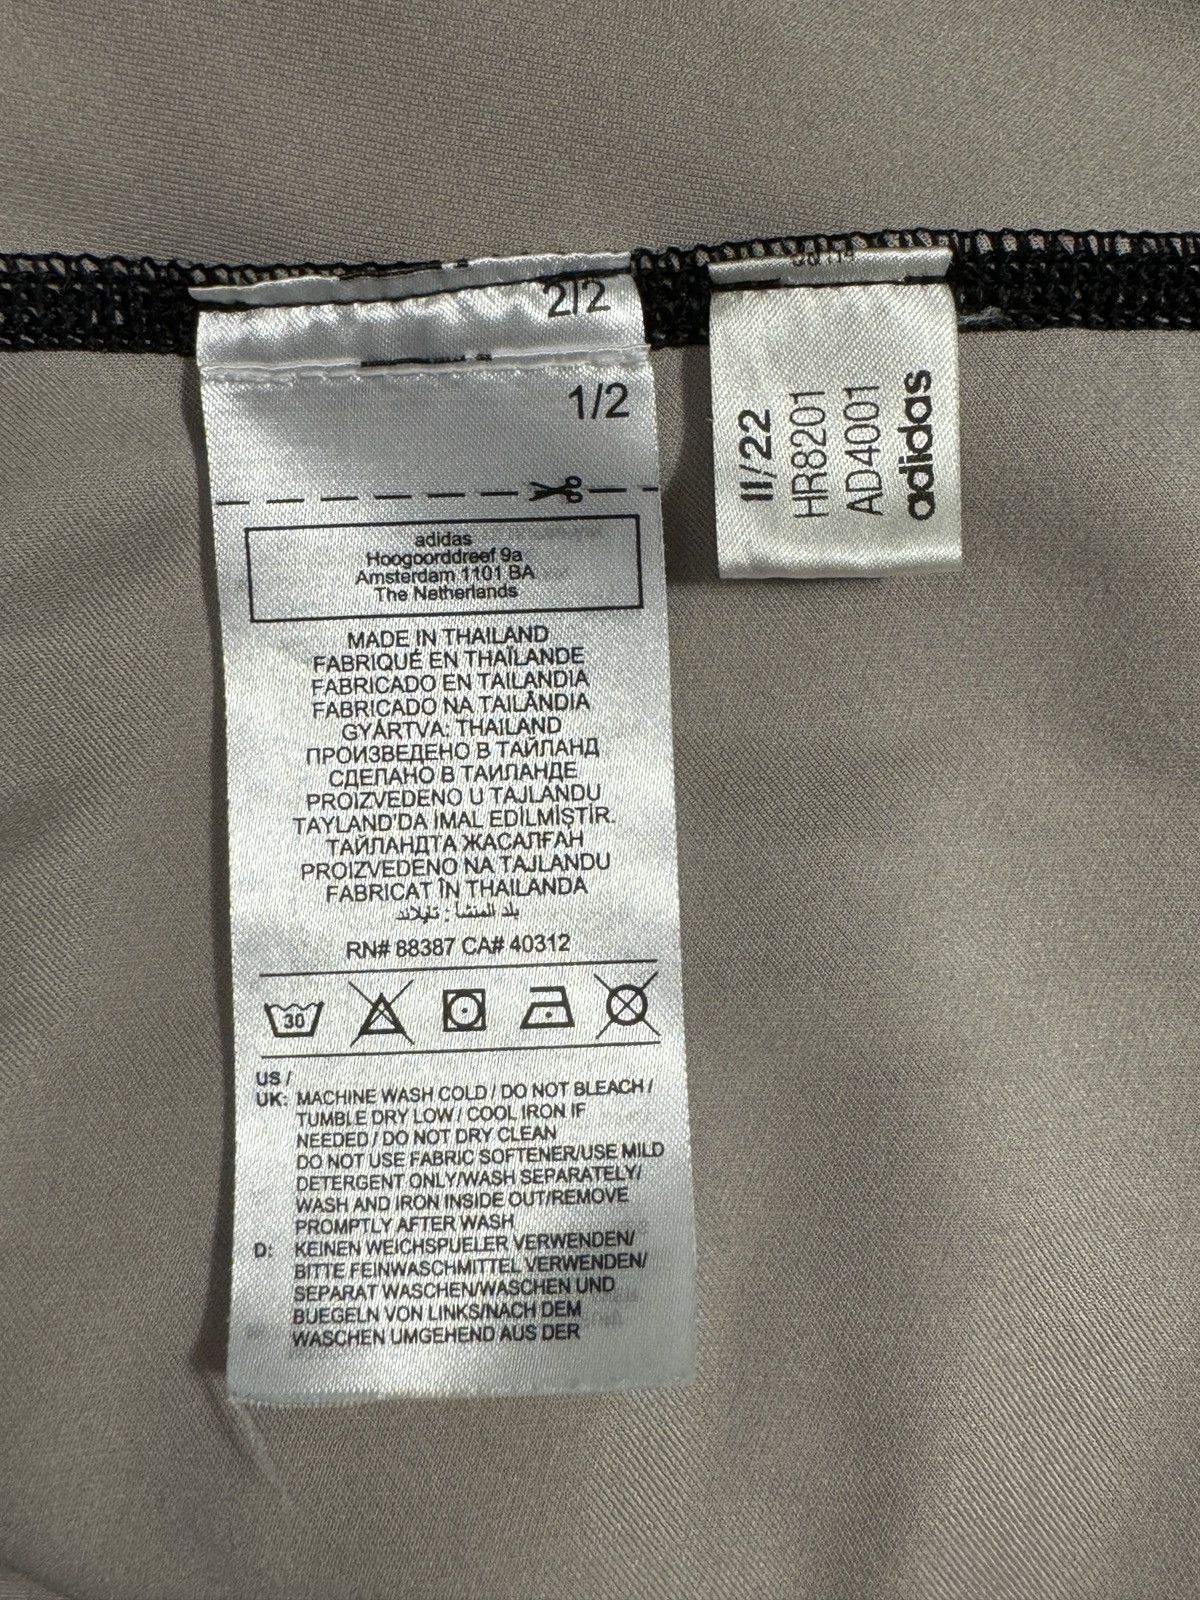 2/2
1/2
adidas
Hoogoorddreef 9a
Amsterdam 1101 BA
The Netherlands
MADE IN THAILAND
FABRIQUÉ EN THAÏLANDE
FABRICADO EN TAILANDIA
FABRICADO NA TAILÂNDIA
GYÁRTVA: THAILAND
ПРОИЗВЕДЕНО В ТАЙЛАНД
СДЕЛАНО В ТАИЛАНДЕ
PROIZVEDENO U TAJLANDU
TAYLAND'DA İMAL EDİLMİŞTİR.
ТАЙЛАНДТА ЖАСАЛҒАН
PROIZVEDENO NA TAJLANDU
FABRICAT ÎN THAILANDA
بلد المنشأ : تايلاند
RN# 88387 CA# 40312
30
US /
UK: MACHINE WASH COLD / DO NOT BLEACH /
TUMBLE DRY LOW / COOL IRON IF
NEEDED / DO NOT DRY CLEAN
DO NOT USE FABRIC SOFTENER/USE MILD
DETERGENT ONLY/WASH SEPARATELY/
WASH AND IRON INSIDE OUT/REMOVE
PROMPTLY AFTER WASH
D: KEINEN WEICHSPUELER VERWENDEN/
BITTE FEINWASCHMITTEL VERWENDEN/
SEPARAT WASCHEN/WASCHEN UND
BUEGELN VON LINKS/NACH DEM
WASCHEN UMGEHEND AUS DER
11/22
HR8201
AD4001
adidas